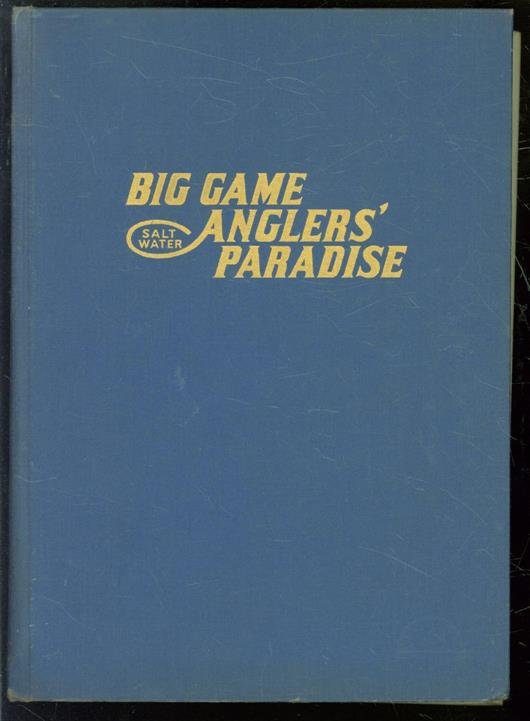 BIG GAME
SALT
WATER
ANGLERS'
PARADISE